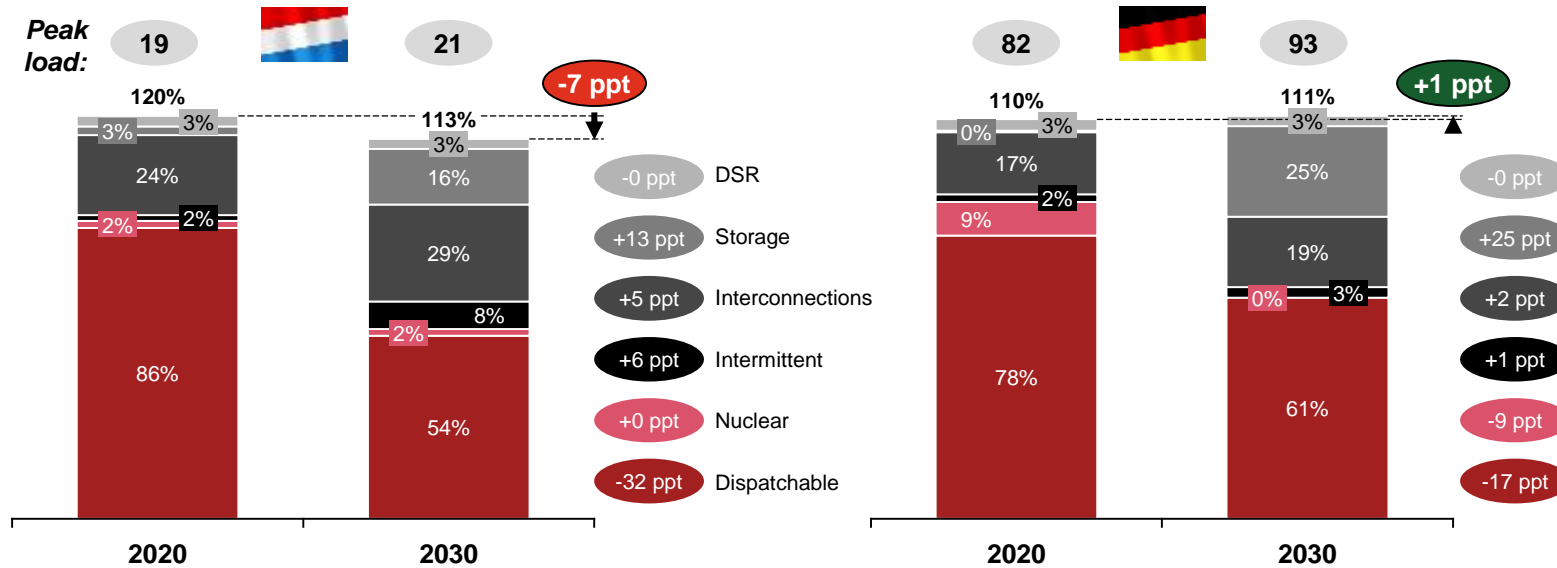 Peak
load:
19
21
82
93
-7 ppt
+1 ppt
120%
113%
110%
111%
3%
3%
24%
2%
2%
86%
3%
16%
29%
8%
2%
54%
-0 ppt DSR
+13 ppt Storage
+5 ppt Interconnections
+6 ppt Intermittent
+0 ppt Nuclear
-32 ppt Dispatchable
0%
3%
17%
2%
9%
78%
3%
25%
19%
0%
3%
61%
-0 ppt
+25 ppt
+2 ppt
+1 ppt
-9 ppt
-17 ppt
2020
2030
2020
2030